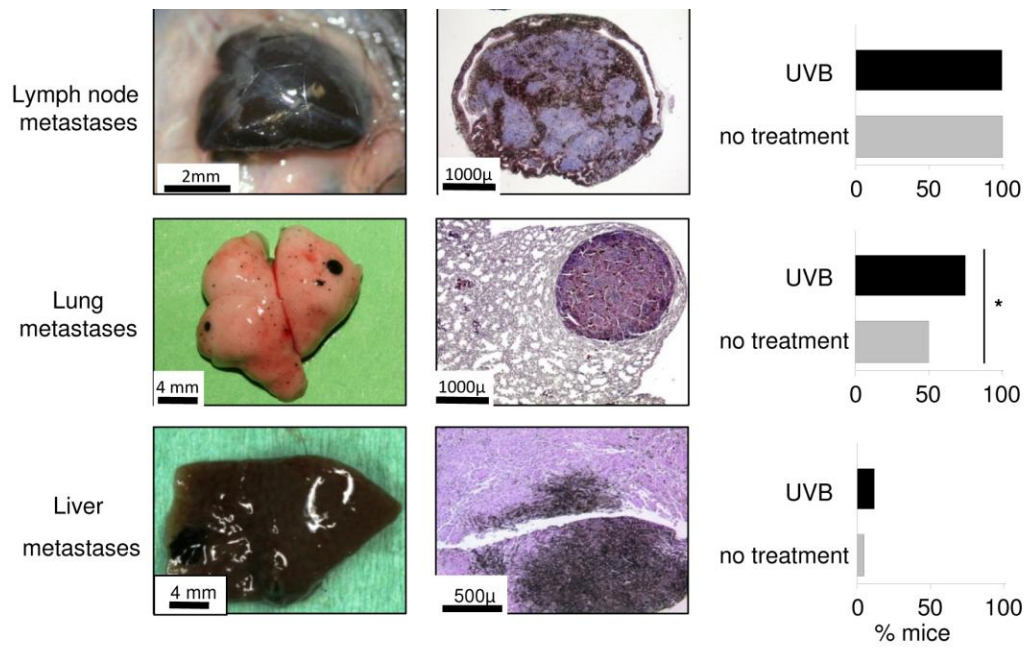 Lymph node
metastases
2mm
1000µ
UVB
no treatment
0 50 100
Lung
metastases
4 mm
1000µ
UVB
no treatment
*
0 50 100
Liver
metastases
4 mm
500µ
UVB
no treatment
0 50 100
% mice